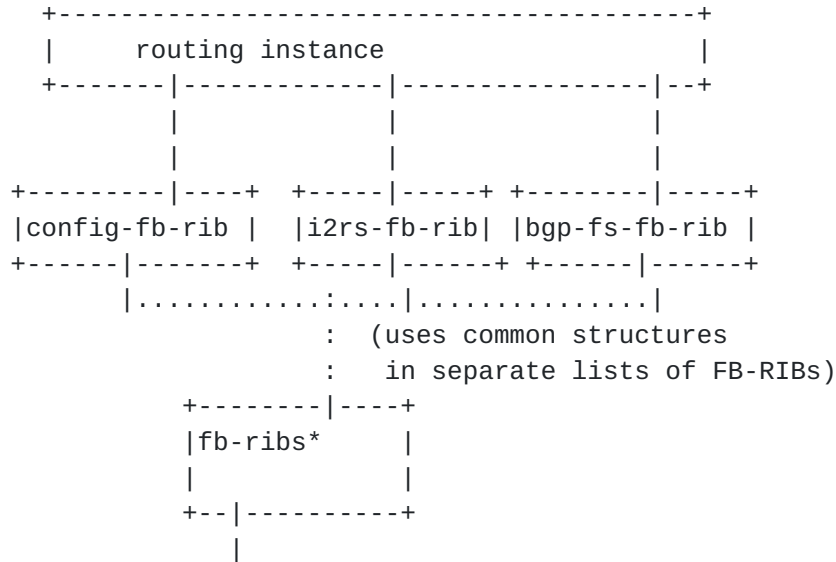 routing instance
config-fb-rib i2rs-fb-rib bgp-fs-fb-rib
(uses common structures
in separate lists of FB-RIBs)
fb-ribs*